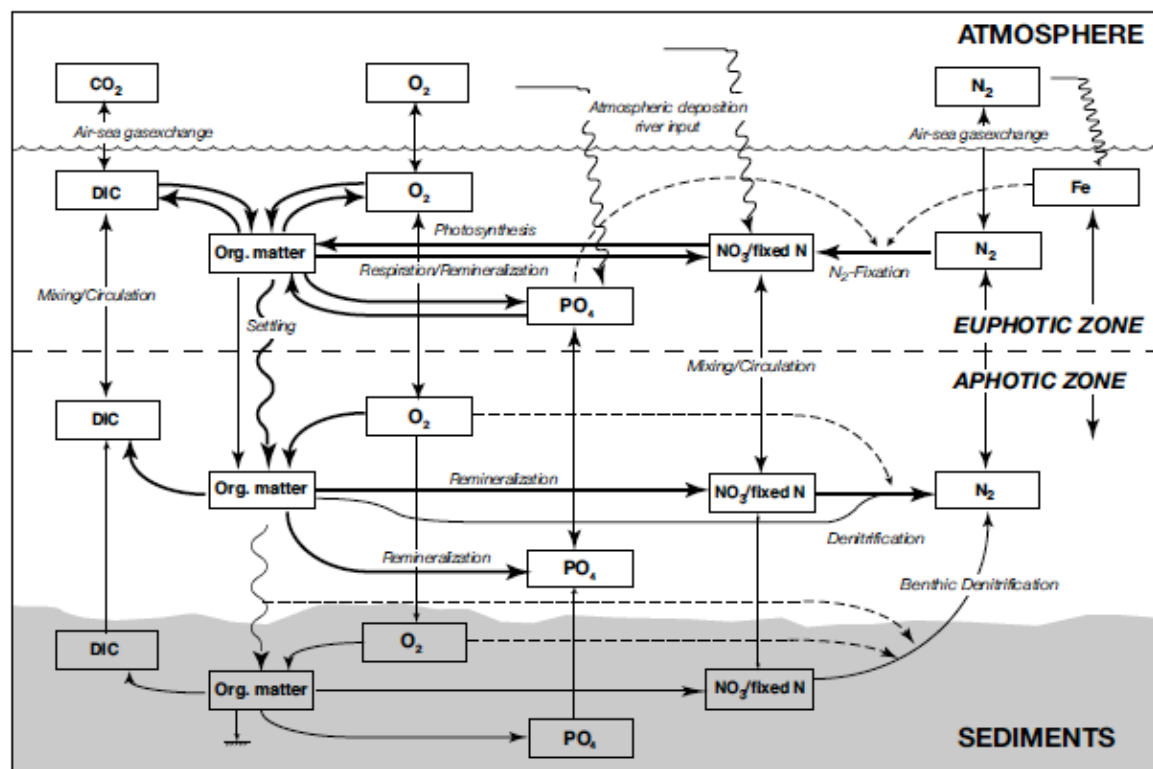 ATMOSPHERE
CO₂
O₂
N₂
Atmospheric deposition
river input
Air-sea gasexchange
Air-sea gasexchange
DIC
O₂
Fe
Photosynthesis
Org. matter
NO₃/fixed N
N₂
Respiration/Remineralization
N₂-Fixation
Mixing/Circulation
PO₄
Settling
EUPHOTIC ZONE
Mixing/Circulation
APHOTIC ZONE
DIC
O₂
Remineralization
Org. matter
NO₃/fixed N
N₂
Denitrification
Remineralization
PO₄
Benthic Denitrification
DIC
O₂
Org. matter
NO₃/fixed N
PO₄
SEDIMENTS